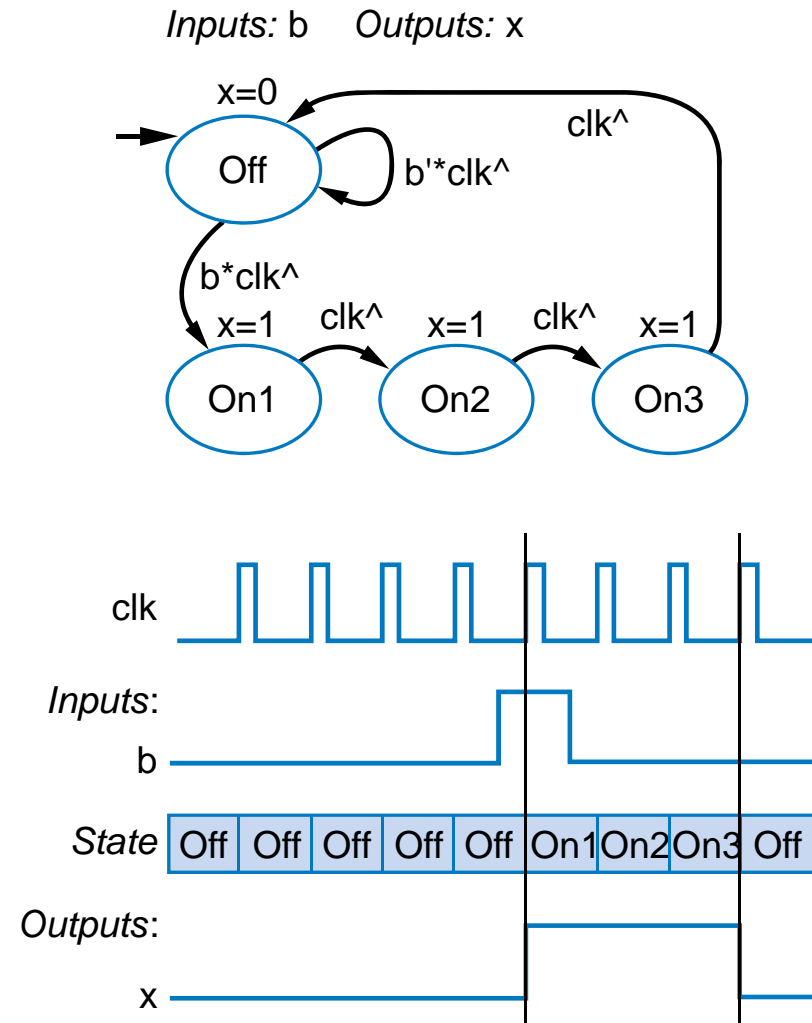 Inputs: b Outputs: x
x=0
clk^
Off
b'*clk^
b*clk^
x=1 clk^ x=1 clk^ x=1
On1 On2 On3
clk
Inputs:
b
State Off Off Off Off Off On1 On2 On3 Off
Outputs:
x